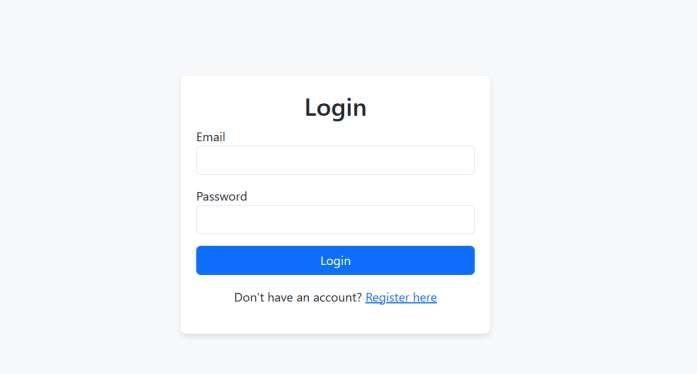 Login
Email
Password
Login
Don't have an account? Register here